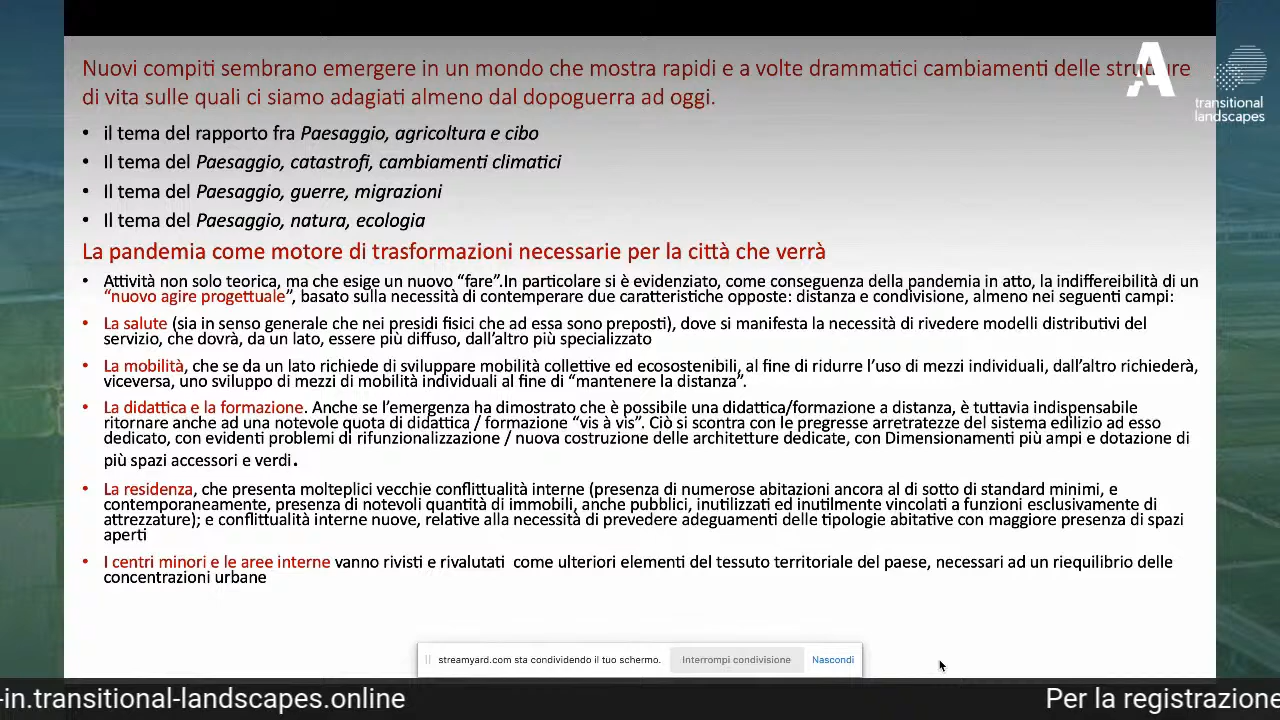 Nuovi compiti sembrano emergere in un mondo che mostra rapidi e a volte drammatici cambiamenti delle strutture
di vita sulle quali ci siamo adagiati almeno dal dopoguerra ad oggi.
• il tema del rapporto fra Paesaggio, agricoltura e cibo
• Il tema del Paesaggio, catastrofi, cambiamenti climatici
• Il tema del Paesaggio, guerre, migrazioni
• Il tema del Paesaggio, natura, ecologia
La pandemia come motore di trasformazioni necessarie per la città che verrà
• Attività non solo teorica, ma che esige un nuovo “fare”.In particolare si è evidenziato, come conseguenza della pandemia in atto, la indiffereibilità di un
“nuovo agire progettuale”, basato sulla necessità di contemperare due caratteristiche opposte: distanza e condivisione, almeno nei seguenti campi:
• La salute (sia in senso generale che nei presidi fisici che ad essa sono preposti), dove si manifesta la necessità di rivedere modelli distributivi del
servizio, che dovrà, da un lato, essere più diffuso, dall’altro più specializzato
• La mobilità, che se da un lato richiede di sviluppare mobilità collettive ed ecosostenibili, al fine di ridurre l’uso di mezzi individuali, dall’altro richiederà,
viceversa, uno sviluppo di mezzi di mobilità individuali al fine di “mantenere la distanza”.
• La didattica e la formazione. Anche se l’emergenza ha dimostrato che è possibile una didattica/formazione a distanza, è tuttavia indispensabile
ritornare anche ad una notevole quota di didattica / formazione “vis à vis”. Ciò si scontra con le pregresse arretratezze del sistema edilizio ad esso
dedicato, con evidenti problemi di rifunzionalizzazione / nuova costruzione delle architetture dedicate, con Dimensionamenti più ampi e dotazione di
più spazi accessori e verdi.
• La residenza, che presenta molteplici vecchie conflittualità interne (presenza di numerose abitazioni ancora al di sotto di standard minimi, e
contemporaneamente, presenza di notevoli quantità di immobili, anche pubblici, inutilizzati ed inutilmente vincolati a funzioni esclusivamente di
attrezzature); e conflittualità interne nuove, relative alla necessità di prevedere adeguamenti delle tipologie abitative con maggiore presenza di spazi
aperti
• I centri minori e le aree interne vanno rivisti e rivalutati come ulteriori elementi del tessuto territoriale del paese, necessari ad un riequilibrio delle
concentrazioni urbane
A
transitional
landscapes
streamyard.com sta condividendo il tuo schermo. Interrompi condivisione Nascondi
-in.transitional-landscapes.online
Per la registrazione